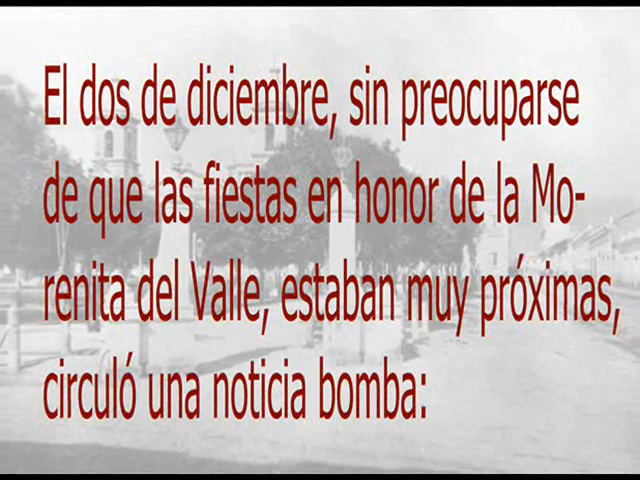 El dos de diciembre, sin preocuparse
de que las fiestas en honor de la Mo-
renita del Valle, estaban muy próximas,
circuló una noticia bomba: